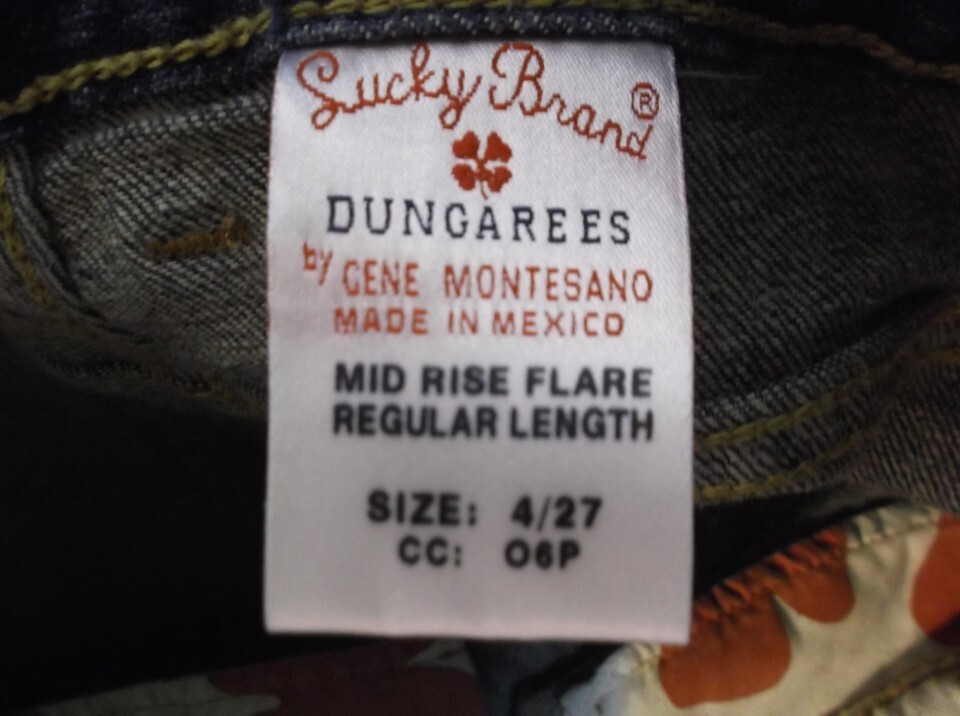 Lucky Brand®
DUNGAREES
by GENE MONTESANO
MADE IN MEXICO
MID RISE FLARE
REGULAR LENGTH
SIZE: 4/27
CC: O6P